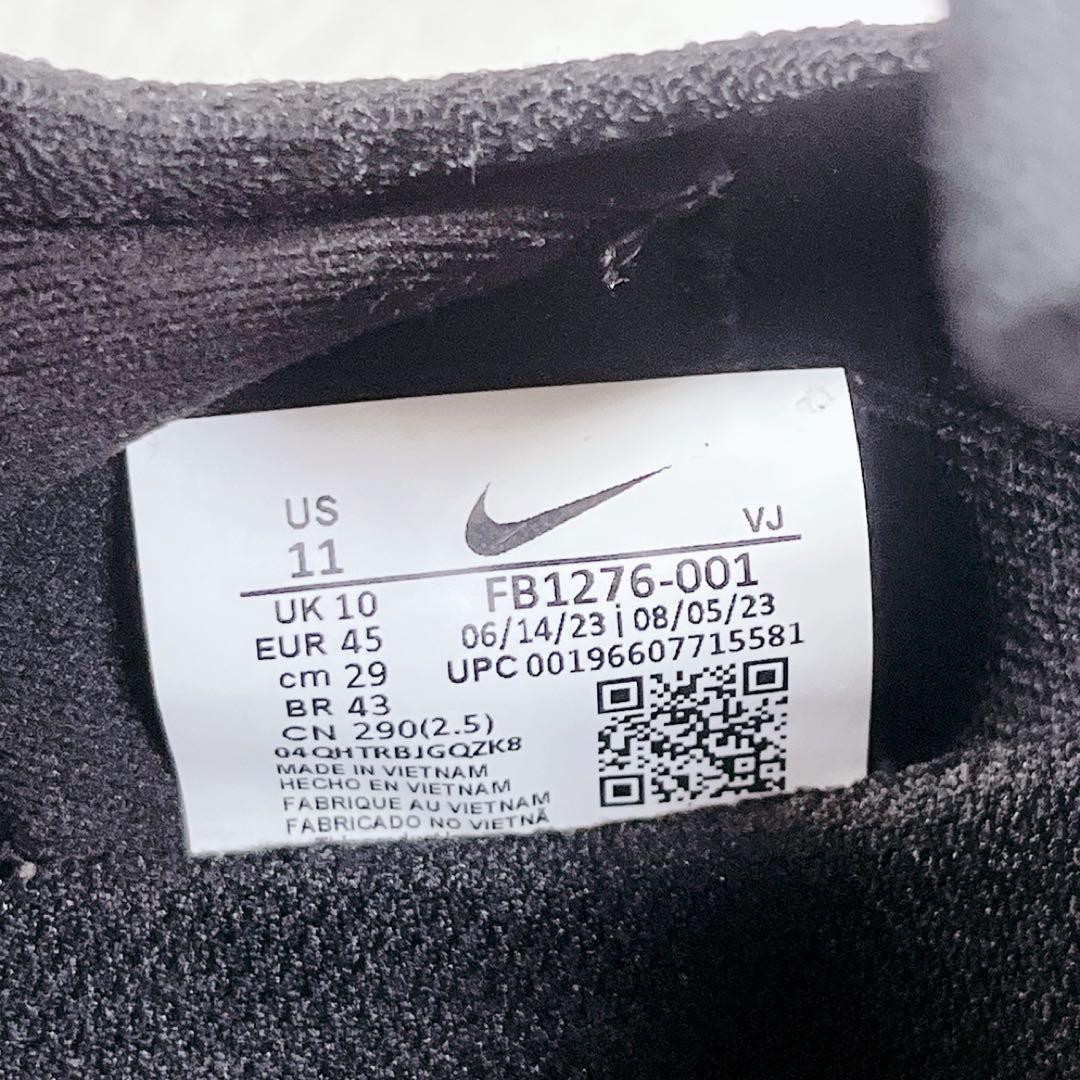 US
11
VJ
UK 10
EUR 45
cm 29
BR 43
CN 290(2.5)
04QHTRBJGQZK8
MADE IN VIETNAM
HECHO EN VIETNAM
FABRIQUE AU VIETNAM
FABRICADO NO VIETNÃ
FB1276-001
06/14/23 | 08/05/23
UPC 00196607715581